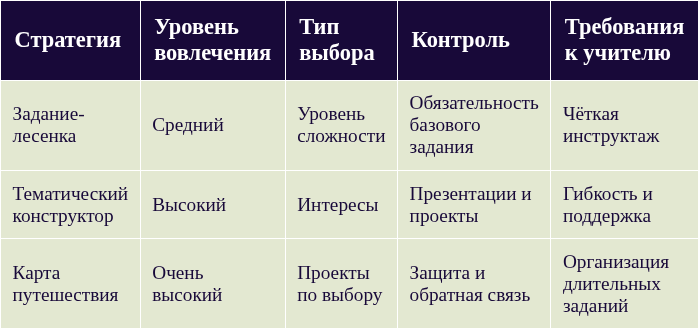 Стратегия
Уровень
вовлечения
Тип
выбора
Контроль
Требования
к учителю
Задание-
лесенка
Средний
Уровень
сложности
Обязательность
базового
задания
Чёткая
инструктаж
Тематический
конструктор
Высокий
Интересы
Презентации и
проекты
Гибкость и
поддержка
Карта
путешествия
Очень
высокий
Проекты
по выбору
Защита и
обратная связь
Организация
длительных
заданий